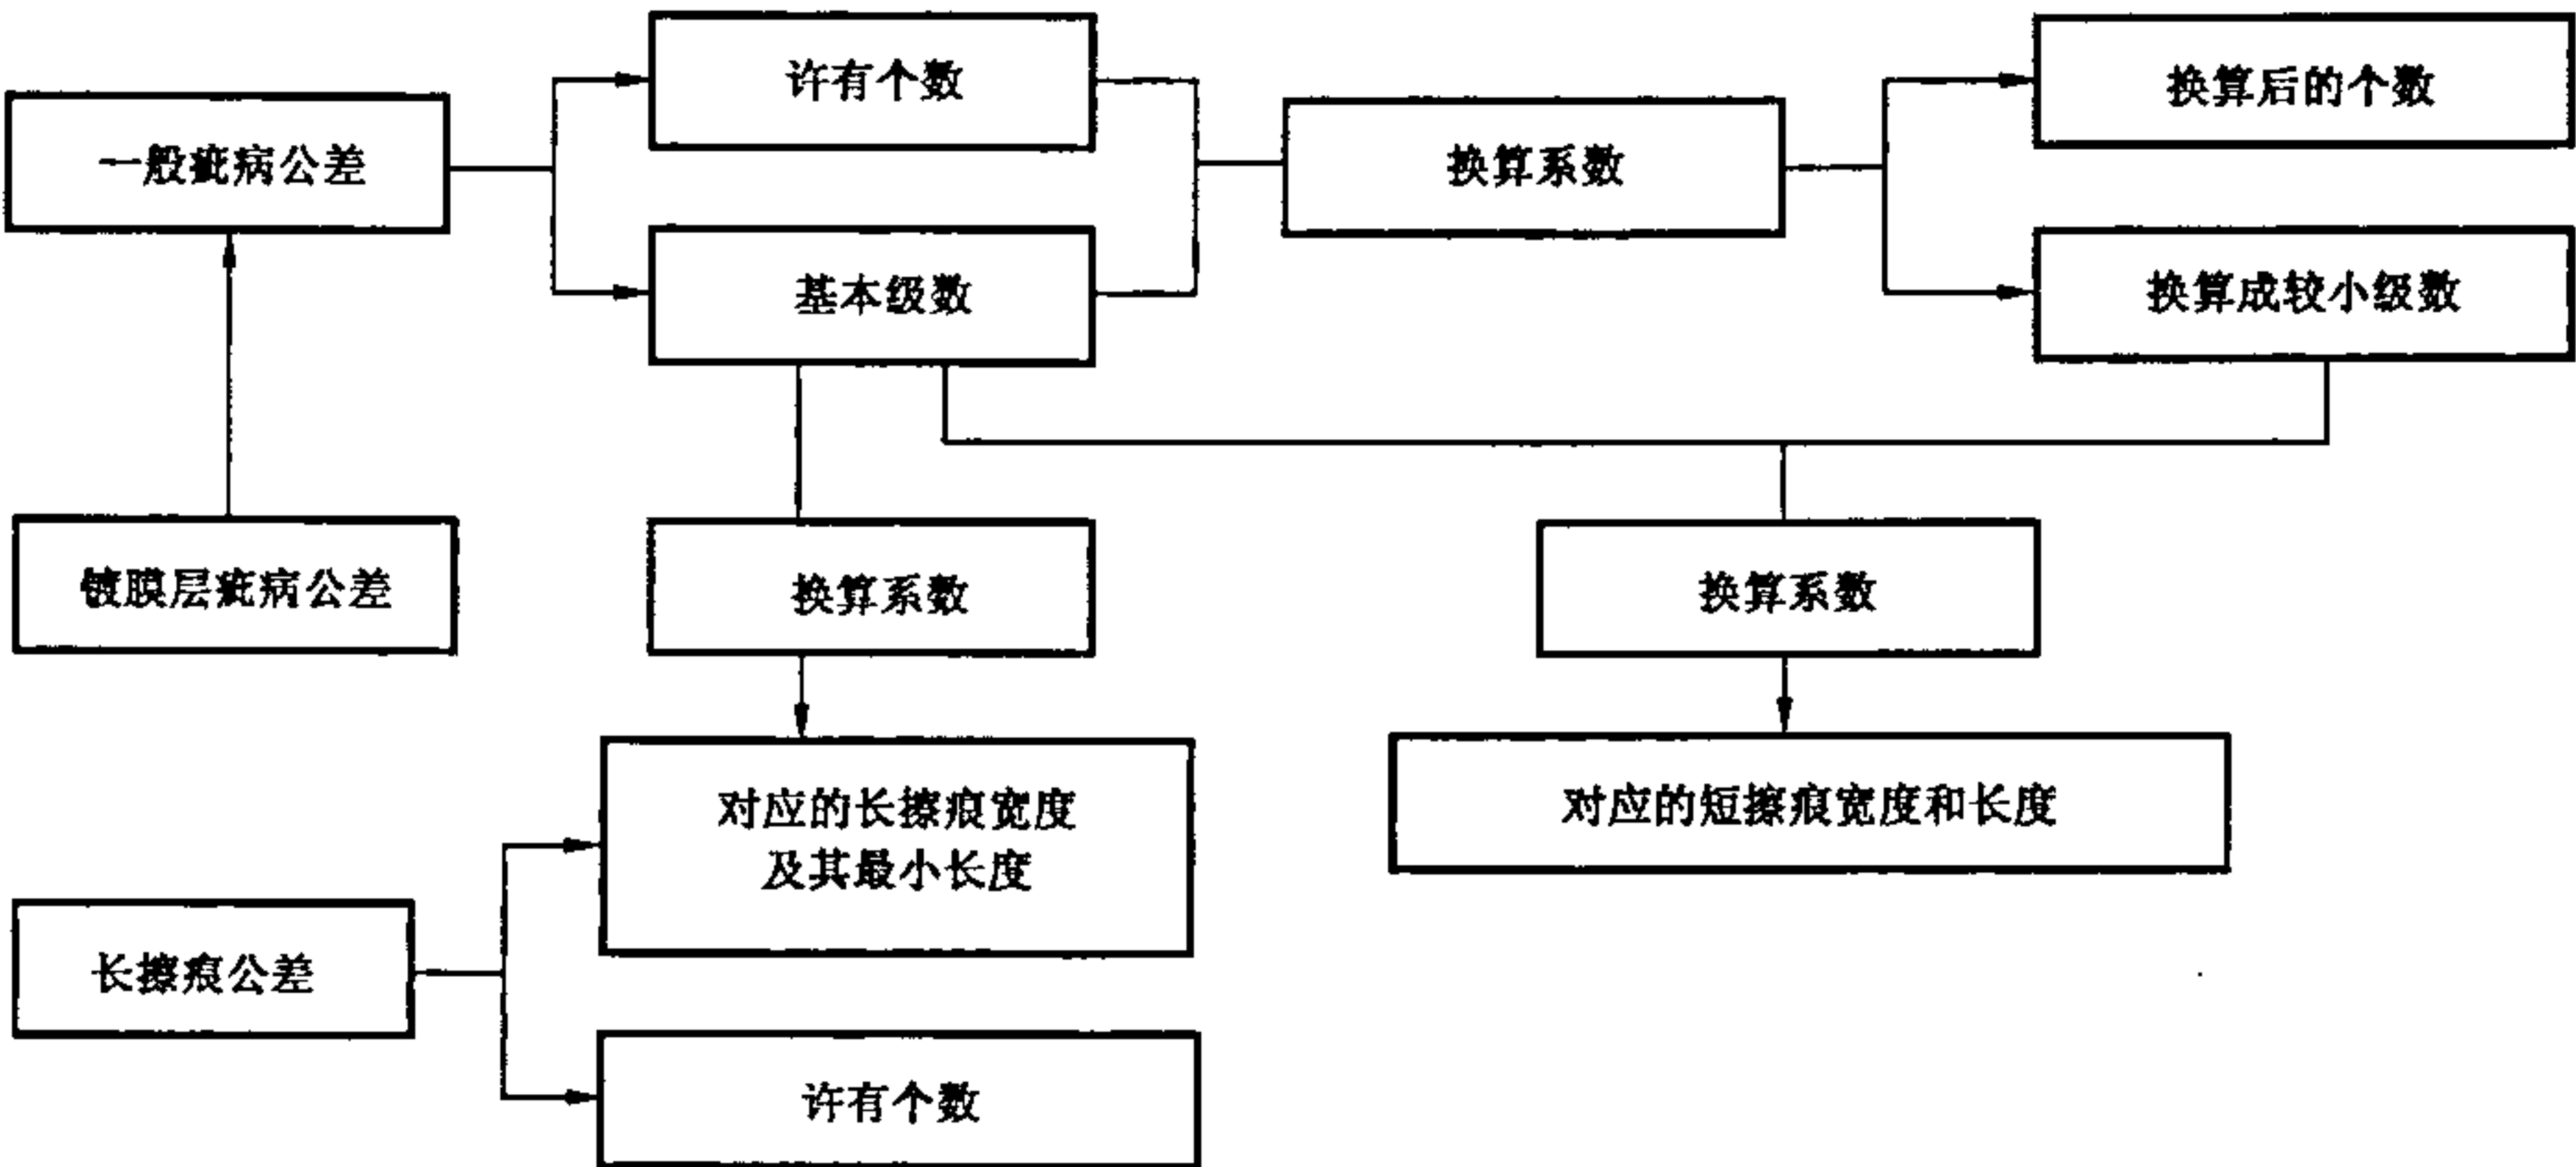 许有个数
换算后的个数
一般疵病公差
换算系数
基本级数
换算成较小级数
镀膜层疵病公差
换算系数
换算系数
对应的长擦痕宽度
及其最小长度
对应的短擦痕宽度和长度
长擦痕公差
许有个数